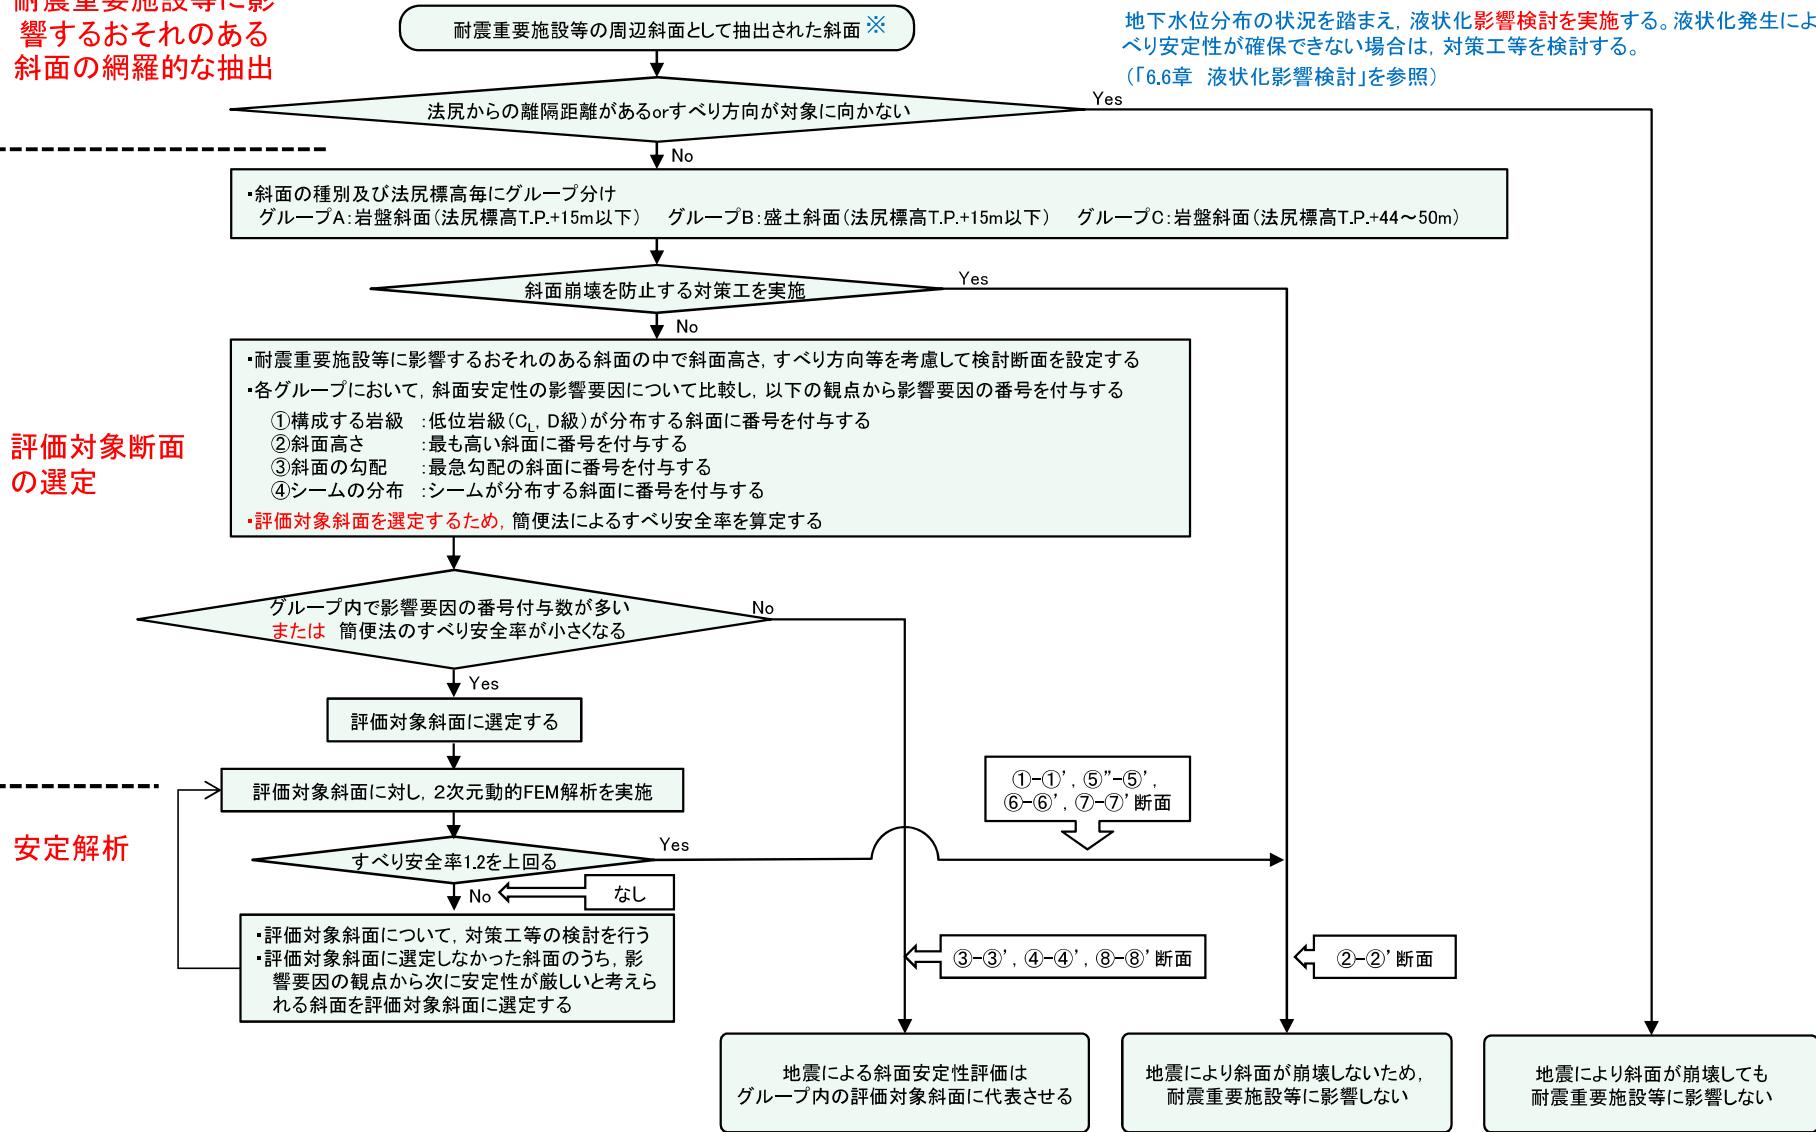 耐震重要施設等に影
響するおそれのある
斜面の網羅的な抽出
耐震重要施設等の周辺斜面として抽出された斜面※
地下水位分布の状況を踏まえ，液状化影響検討を実施する。液状化発生によ
べり安定性が確保できない場合は，対策工等を検討する。
（「6.6章 液状化影響検討」を参照）
法尻からの離隔距離があるorすべり方向が対象に向かない
Yes
No
・斜面の種別及び法尻標高毎にグループ分け
グループA：岩盤斜面（法尻標高T.P.+15m以下） グループB：盛土斜面（法尻標高T.P.+15m以下） グループC：岩盤斜面（法尻標高T.P.+44～50m）
斜面崩壊を防止する対策工を実施
Yes
No
・耐震重要施設等に影響するおそれのある斜面の中で斜面高さ，すべり方向等を考慮して検討断面を設定する
・各グループにおいて，斜面安定性の影響要因について比較し，以下の観点から影響要因の番号を付与する
①構成する岩級 ：低位岩級（CL，D級）が分布する斜面に番号を付与する
②斜面高さ ：最も高い斜面に番号を付与する
③斜面の勾配 ：最急勾配の斜面に番号を付与する
④シームの分布 ：シームが分布する斜面に番号を付与する
・評価対象斜面を選定するため，簡便法によるすべり安全率を算定する
評価対象断面
の選定
グループ内で影響要因の番号付与数が多い
または 簡便法のすべり安全率が小さくなる
No
Yes
評価対象斜面に選定する
評価対象斜面に対し，2次元動的FEM解析を実施
①-①’，⑤”-⑤’，
⑥-⑥’，⑦-⑦’断面
安定解析
すべり安全率1.2を上回る
Yes
No
なし
・評価対象斜面について，対策工等の検討を行う
・評価対象斜面に選定しなかった斜面のうち，影
響要因の観点から次に安定性が厳しいと考えら
れる斜面を評価対象斜面に選定する
③-③’，④-④’，⑧-⑧’断面
②-②’断面
地震による斜面安定性評価は
グループ内の評価対象斜面に代表させる
地震により斜面が崩壊しないため，
耐震重要施設等に影響しない
地震により斜面が崩壊しても
耐震重要施設等に影響しない